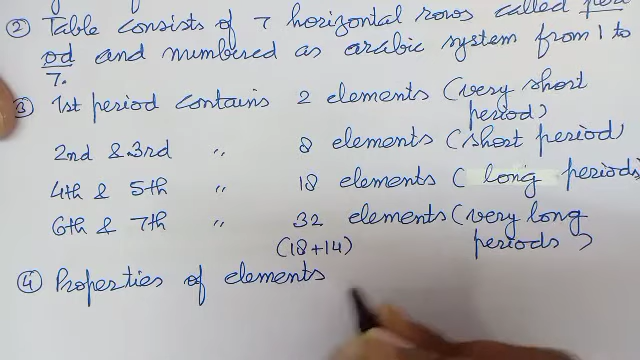 ② Table consists of 7 horizontal rows called peri
od and numbered as arabic system from 1 to
7.
③ 1st period contains 2 elements (very short
period)
2nd & 3rd " 8 elements (short period)
4th & 5th " 18 elements ( long periods
6th & 7th " 32 elements (very long
(18+14) periods )
④ Properties of elements